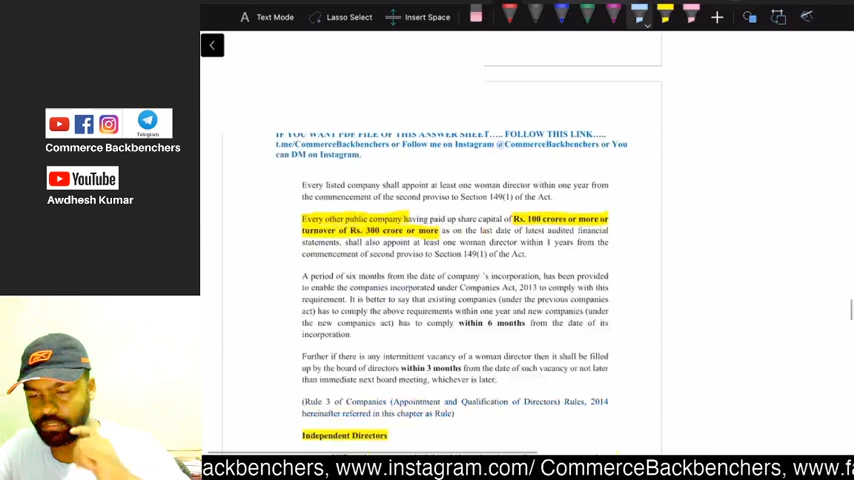 Text Mode
Lasso Select
Insert Space
Telegram
Commerce Backbenchers
YouTube
Awdhesh Kumar
IF YOU WANT PDF FILE OF THIS ANSWER SHEET..... FOLLOW THIS LINK.....
t.me/CommerceBackbenchers or Follow me on Instagram @CommerceBackbenchers or You
can DM on Instagram.
Every listed company shall appoint at least one woman director within one year from
the commencement of the second proviso to Section 149(1) of the Act.
Every other public company having paid up share capital of Rs. 100 crores or more or
turnover of Rs. 300 crore or more as on the last date of latest audited financial
statements, shall also appoint at least one woman director within 1 years from the
commencement of second proviso to Section 149(1) of the Act.
A period of six months from the date of company 's incorporation, has been provided
to enable the companies incorporated under Companies Act, 2013 to comply with this
requirement. It is better to say that existing companies (under the previous companies
act) has to comply the above requirements within one year and new companies (under
the new companies act) has to comply within 6 months from the date of its
incorporation.
Further if there is any intermittent vacancy of a woman director then it shall be filled
up by the board of directors within 3 months from the date of such vacancy or not later
than immediate next board meeting, whichever is later.
(Rule 3 of Companies (Appointment and Qualification of Directors) Rules, 2014
hereinafter referred in this chapter as Rule)
Independent Directors
ackbenchers, www.instagram.com/ CommerceBackbenchers, www.fa